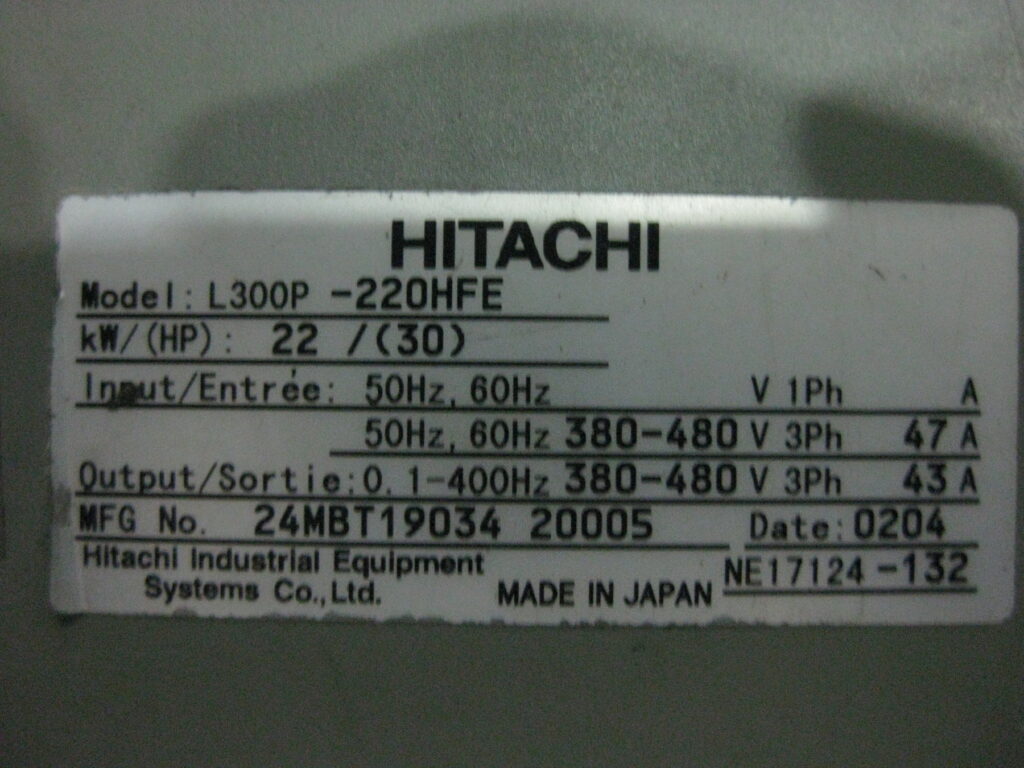 HITACHI
Model: L300P -220HFE
kW/(HP): 22 /(30)
Input/Entrée: 50Hz, 60Hz V 1Ph A
50Hz, 60Hz 380-480 V 3Ph 47 A
Output/Sortie:0.1-400Hz 380-480 V 3Ph 43 A
MFG No. 24MBT19034 20005 Date: 0204
Hitachi Industrial Equipment
Systems Co.,Ltd. MADE IN JAPAN NE17124 -132